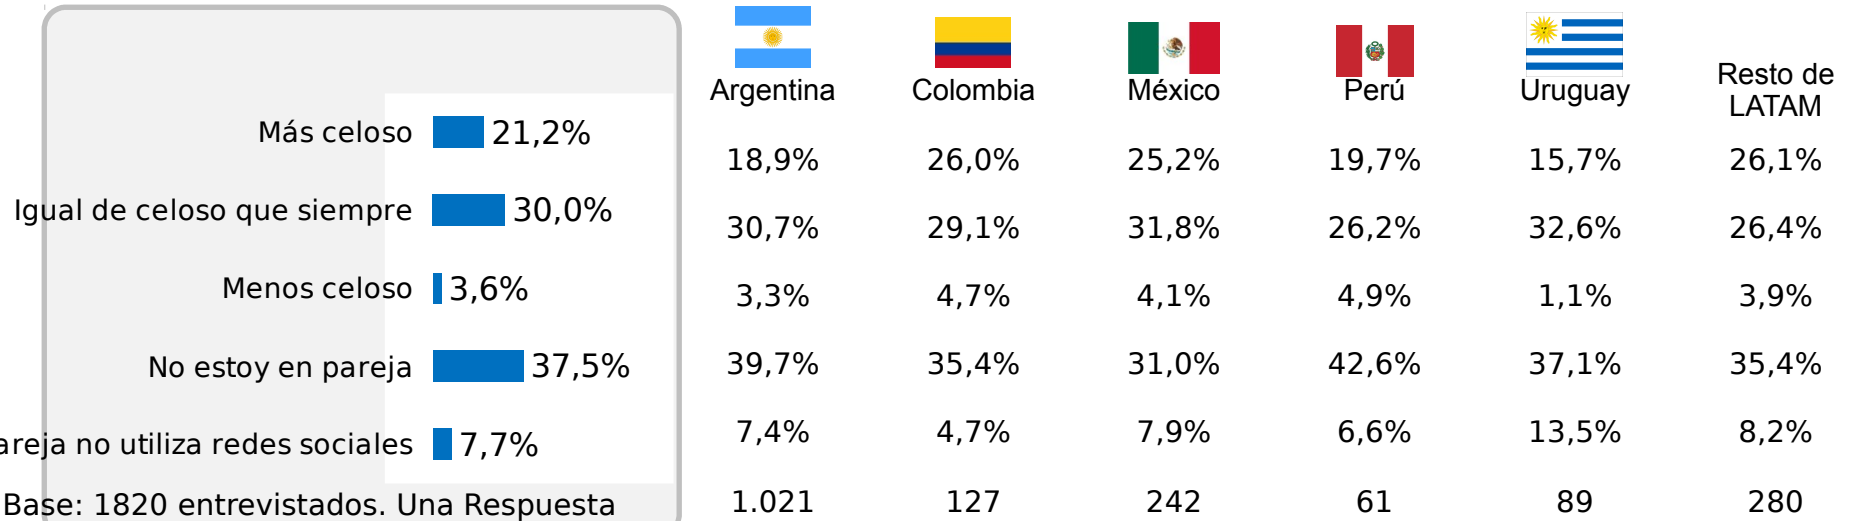 Argentina Colombia México Perú Uruguay Resto de
LATAM
Más celoso 21,2% 18,9% 26,0% 25,2% 19,7% 15,7% 26,1%
Igual de celoso que siempre 30,0% 30,7% 29,1% 31,8% 26,2% 32,6% 26,4%
Menos celoso 3,6% 3,3% 4,7% 4,1% 4,9% 1,1% 3,9%
No estoy en pareja 37,5% 39,7% 35,4% 31,0% 42,6% 37,1% 35,4%
no utiliza redes sociales 7,7% 7,4% 4,7% 7,9% 6,6% 13,5% 8,2%
Base: 1820 entrevistados. Una Respuesta 1.021 127 242 61 89 280